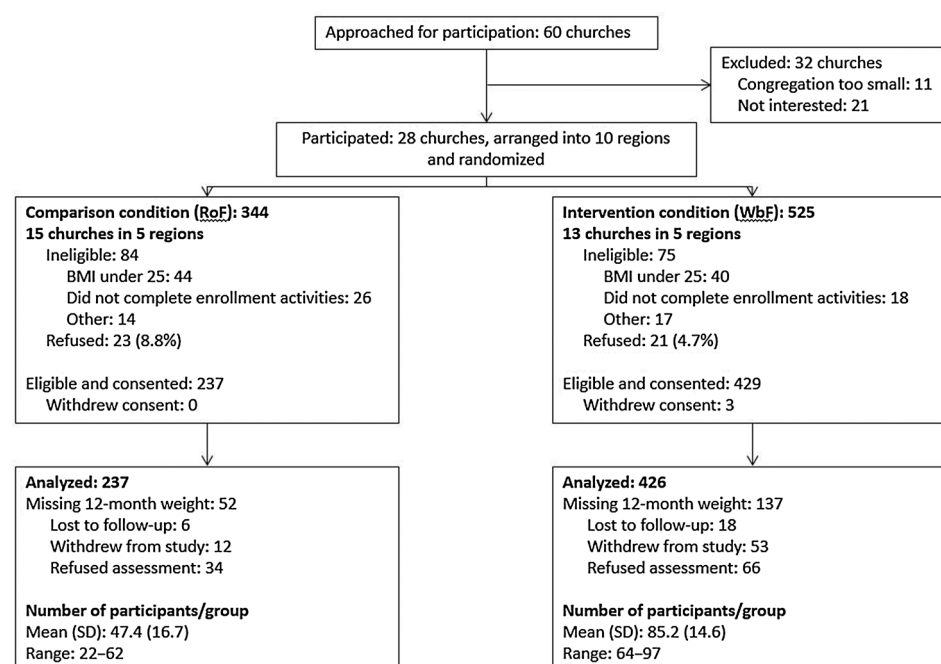 Approached for participation: 60 churches
Excluded: 32 churches
Congregation too small: 11
Not interested: 21
Participated: 28 churches, arranged into 10 regions
and randomized
Comparison condition (RoF): 344
15 churches in 5 regions
Ineligible: 84
BMI under 25: 44
Did not complete enrollment activities: 26
Other: 14
Refused: 23 (8.8%)
Eligible and consented: 237
Withdrew consent: 0
Intervention condition (WbF): 525
13 churches in 5 regions
Ineligible: 75
BMI under 25: 40
Did not complete enrollment activities: 18
Other: 17
Refused: 21 (4.7%)
Eligible and consented: 429
Withdrew consent: 3
Analyzed: 237
Missing 12-month weight: 52
Lost to follow-up: 6
Withdrew from study: 12
Refused assessment: 34
Number of participants/group
Mean (SD): 47.4 (16.7)
Range: 22–62
Analyzed: 426
Missing 12-month weight: 137
Lost to follow-up: 18
Withdrew from study: 53
Refused assessment: 66
Number of participants/group
Mean (SD): 85.2 (14.6)
Range: 64–97